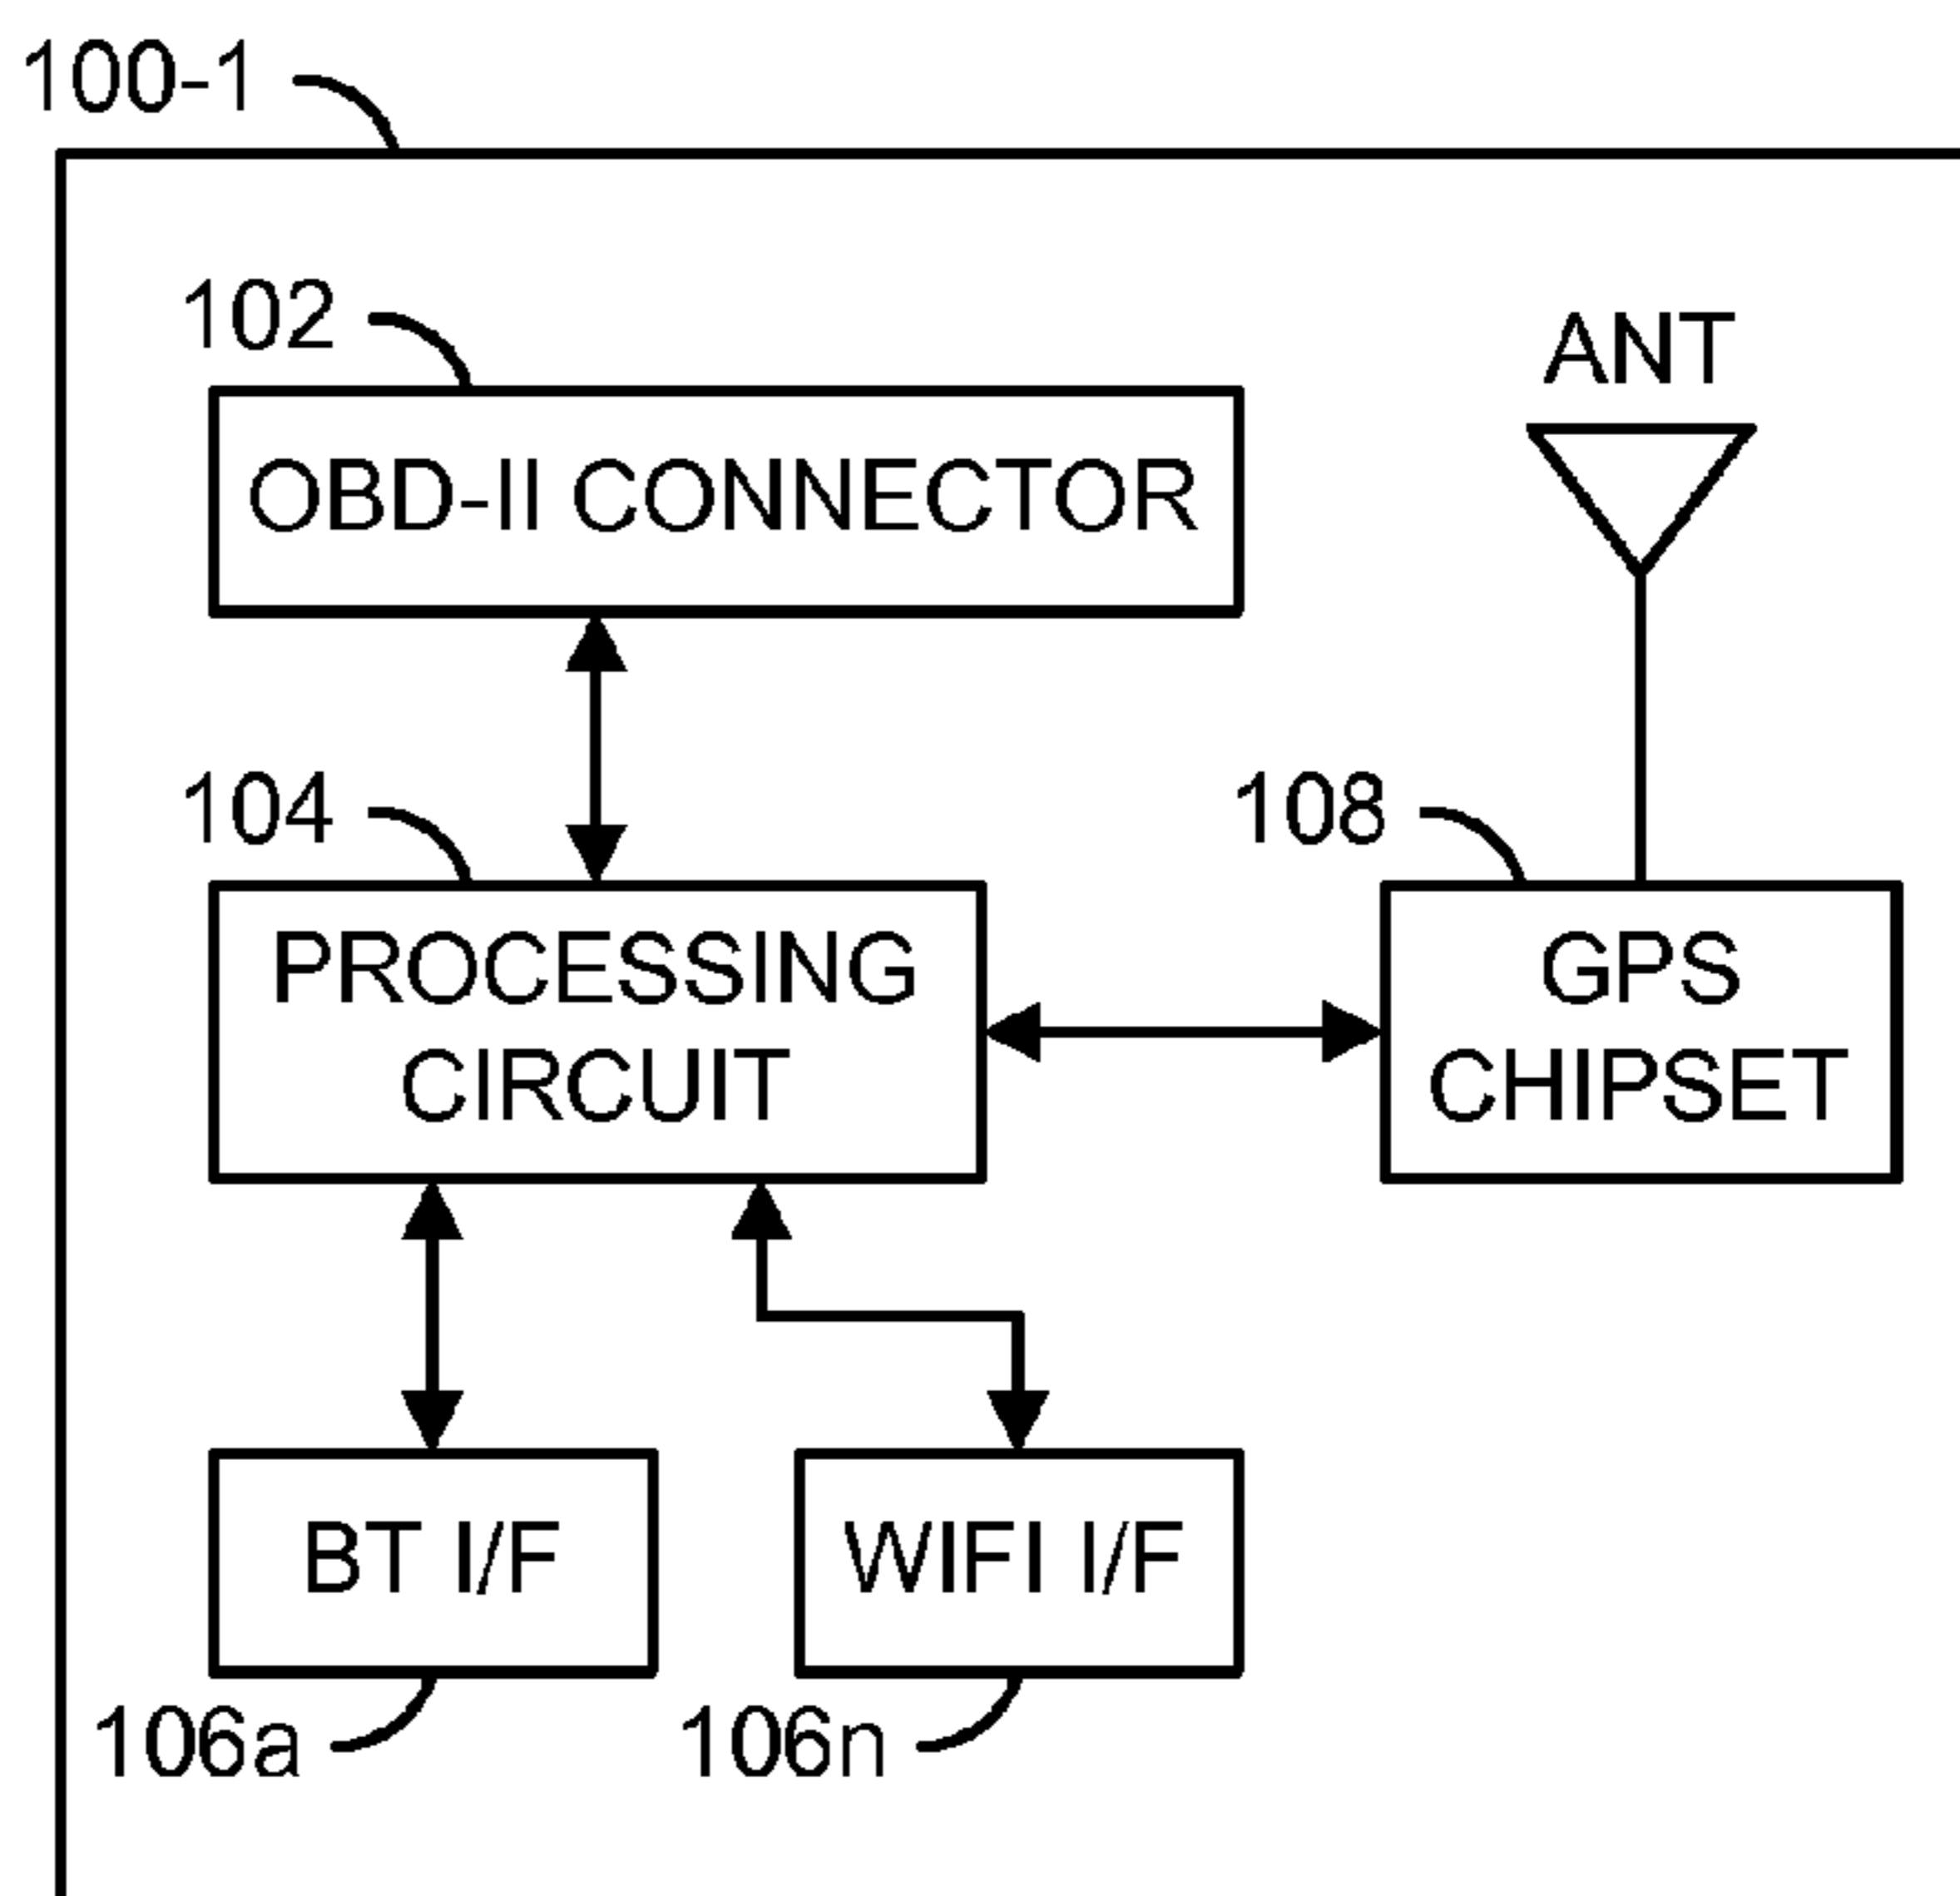 100-1
102
OBD-II CONNECTOR
ANT
104
PROCESSING
CIRCUIT
108
GPS
CHIPSET
BT I/F
WIFI I/F
106a
106n